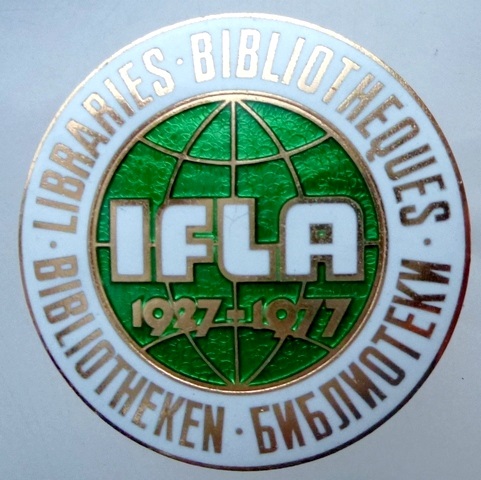 LIBRARIES · BIBLIOTHEQUES · БИБЛИОТЕКИ · BIBLIOTHEKEN ·
IFLA
1927-1977